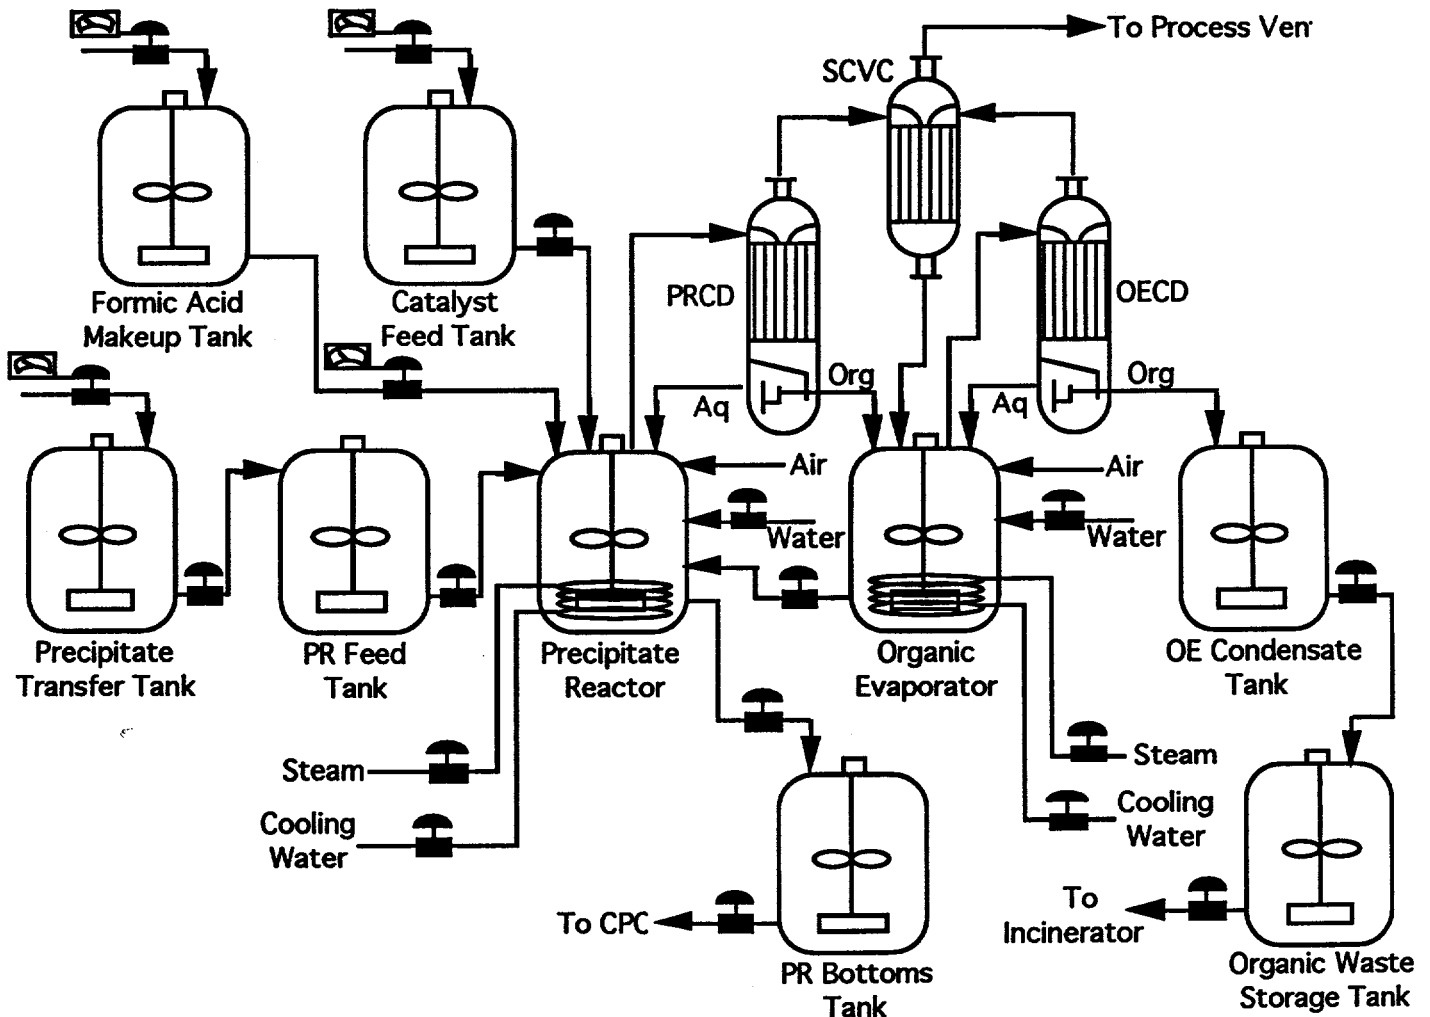 To Process Ven
SCVC
Formic Acid
Makeup Tank
Catalyst
Feed Tank
PRCD
OECD
Org
Aq
Org
Aq
Air
Air
Water
Water
Precipitate
Transfer Tank
PR Feed
Tank
Precipitate
Reactor
Organic
Evaporator
OE Condensate
Tank
Steam
Cooling
Water
Steam
Cooling
Water
To CPC
PR Bottoms
Tank
To
Incinerator
Organic Waste
Storage Tank